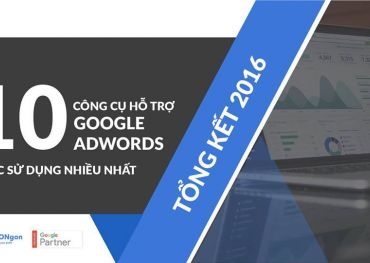 10
CÔNG CỤ HỖ TRỢ
GOOGLE
ADWORDS
SỬ DỤNG NHIỀU NHẤT
TỔNG KẾT 2016
ONgon
Google
Partner